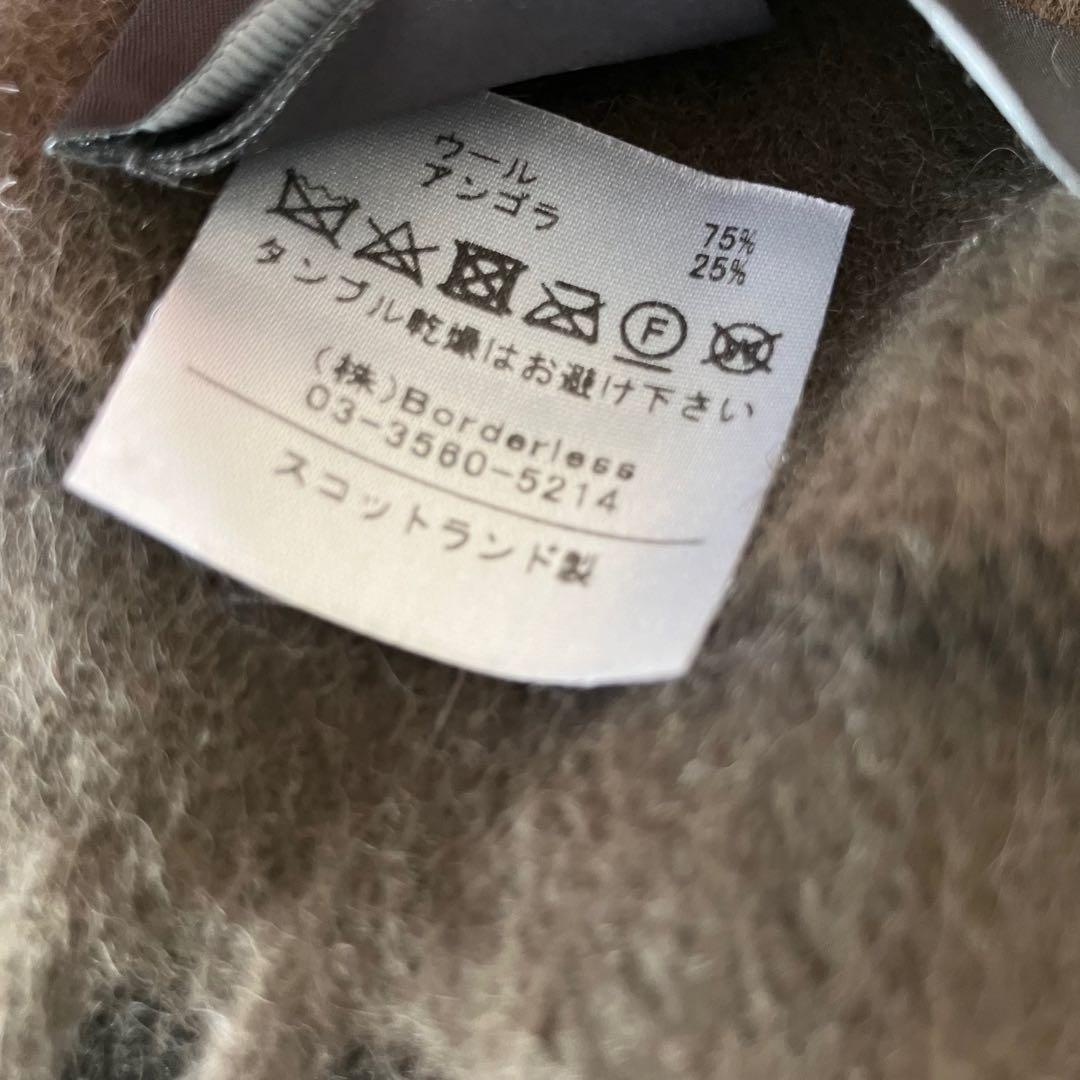 ウール 75%
アンゴラ 25%
F W
タンブル乾燥はお避け下さい
(株)Borderless
03-3560-5214
スコットランド製